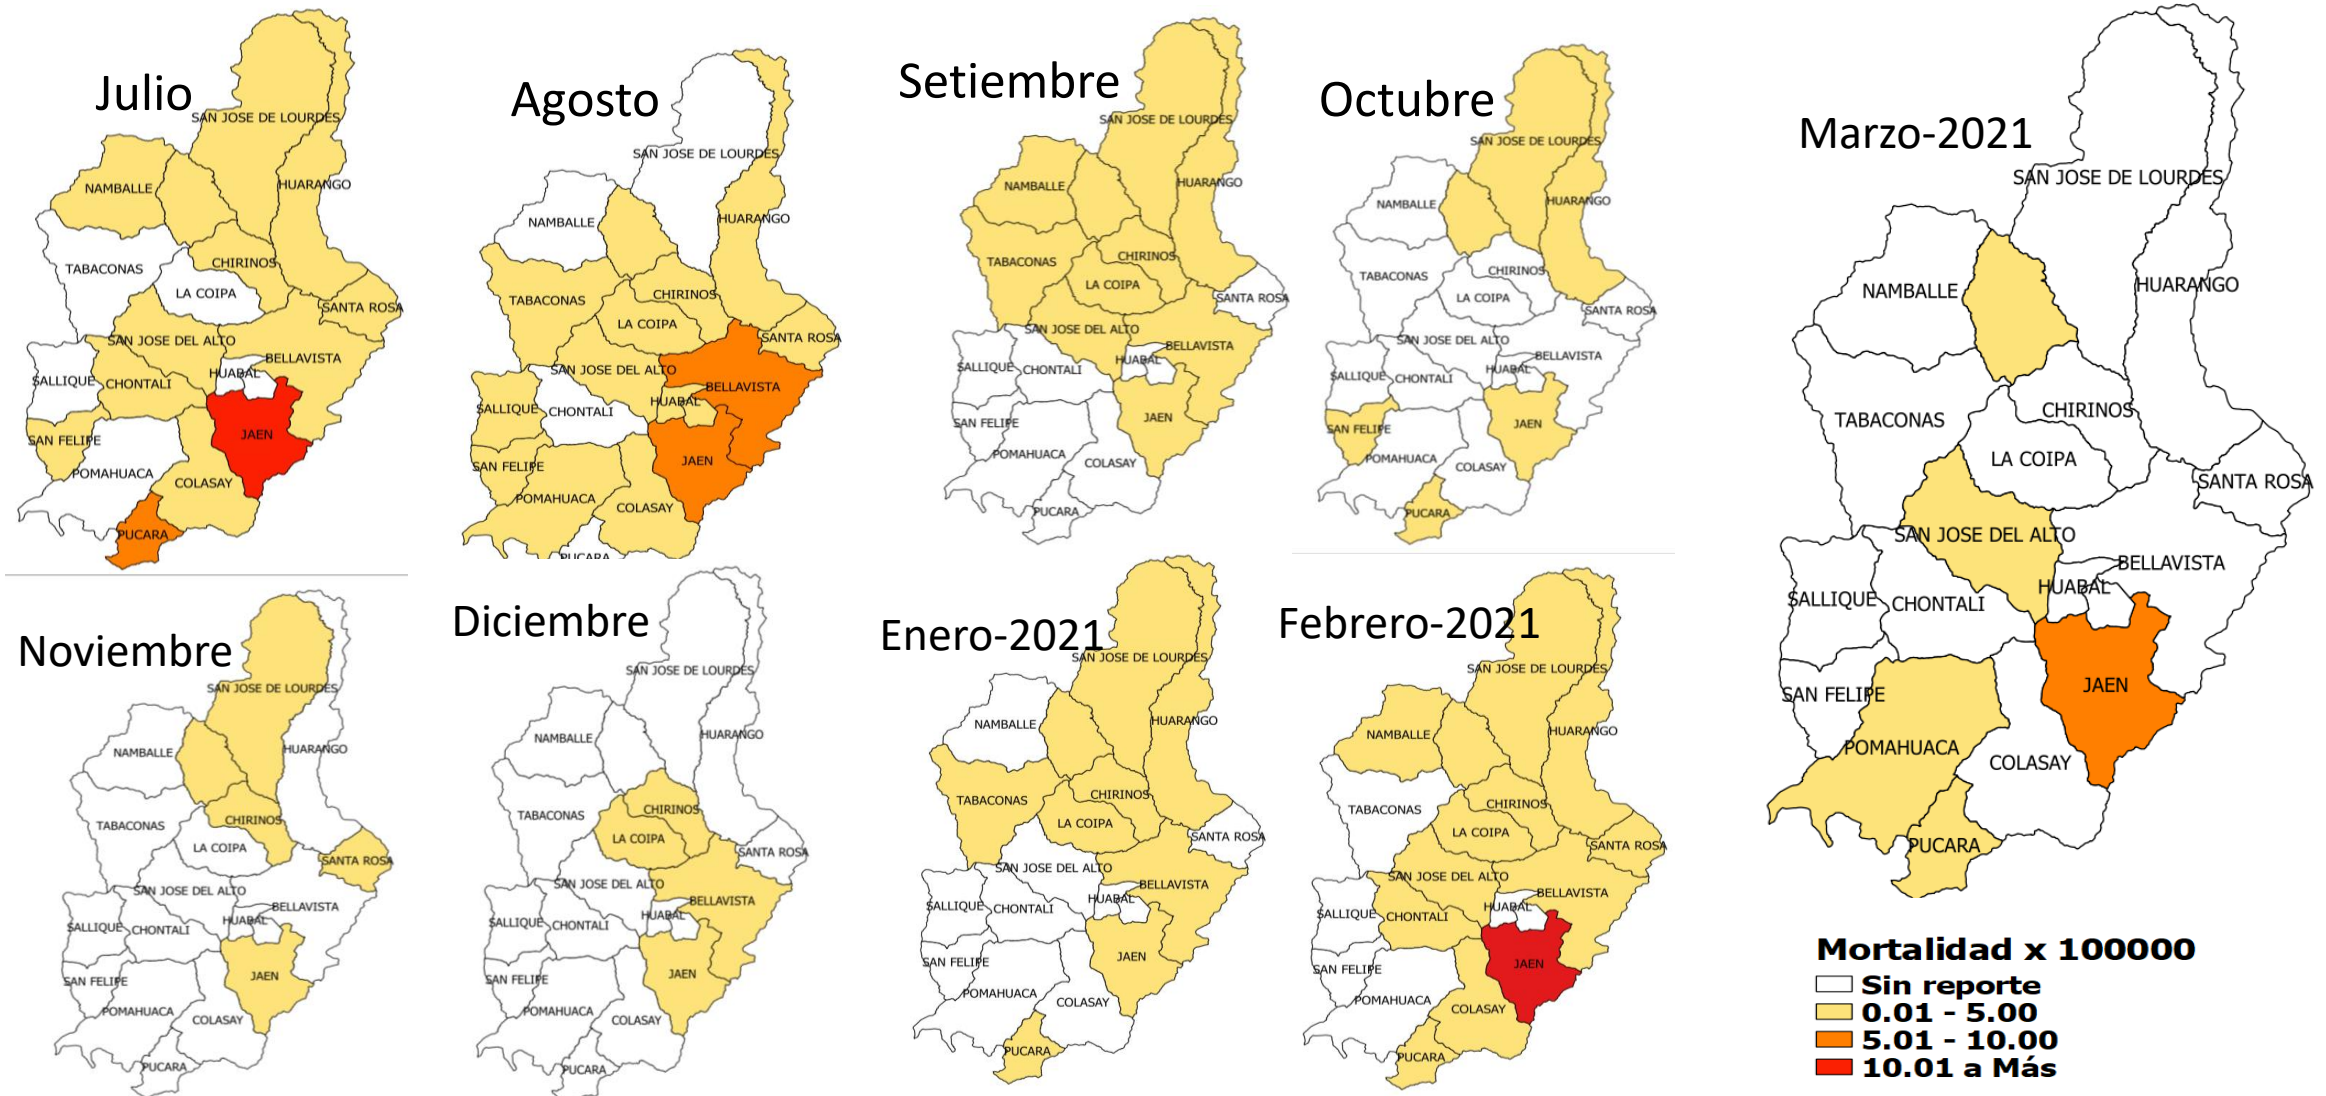 Julio
SAN JOSE DE LOURDES
NAMBALLE
HUARANGO
CHIRINOS
TABACONAS
LA COIPA
SANTA ROSA
SAN JOSE DEL ALTO
BELLAVISTA
HUABAL
SALLIQUE
CHONTALI
JAEN
SAN FELIPE
POMAHUACA
COLASAY
PUCARA
Agosto
SAN JOSE DE LOURDES
NAMBALLE
HUARANGO
CHIRINOS
TABACONAS
LA COIPA
SANTA ROSA
SAN JOSE DEL ALTO
BELLAVISTA
HUABAL
SALLIQUE
CHONTALI
JAEN
SAN FELIPE
POMAHUACA
COLASAY
PUCARA
Setiembre
SAN JOSE DE LOURDES
NAMBALLE
HUARANGO
CHIRINOS
TABACONAS
LA COIPA
SANTA ROSA
SAN JOSE DEL ALTO
BELLAVISTA
HUABAL
SALLIQUE
CHONTALI
JAEN
SAN FELIPE
POMAHUACA
COLASAY
PUCARA
Octubre
SAN JOSE DE LOURDES
NAMBALLE
HUARANGO
CHIRINOS
TABACONAS
LA COIPA
SANTA ROSA
SAN JOSE DEL ALTO
BELLAVISTA
HUABAL
SALLIQUE
CHONTALI
JAEN
SAN FELIPE
POMAHUACA
COLASAY
PUCARA
Noviembre
SAN JOSE DE LOURDES
NAMBALLE
HUARANGO
CHIRINOS
TABACONAS
LA COIPA
SANTA ROSA
SAN JOSE DEL ALTO
BELLAVISTA
HUABAL
SALLIQUE
CHONTALI
JAEN
SAN FELIPE
POMAHUACA
COLASAY
PUCARA
Diciembre
SAN JOSE DE LOURDES
NAMBALLE
HUARANGO
CHIRINOS
TABACONAS
LA COIPA
SANTA ROSA
SAN JOSE DEL ALTO
BELLAVISTA
HUABAL
SALLIQUE
CHONTALI
JAEN
SAN FELIPE
POMAHUACA
COLASAY
PUCARA
Enero-2021
SAN JOSE DE LOURDES
NAMBALLE
HUARANGO
CHIRINOS
TABACONAS
LA COIPA
SANTA ROSA
SAN JOSE DEL ALTO
BELLAVISTA
HUABAL
SALLIQUE
CHONTALI
JAEN
SAN FELIPE
POMAHUACA
COLASAY
PUCARA
Febrero-2021
SAN JOSE DE LOURDES
NAMBALLE
HUARANGO
CHIRINOS
TABACONAS
LA COIPA
SANTA ROSA
SAN JOSE DEL ALTO
BELLAVISTA
HUABAL
SALLIQUE
CHONTALI
JAEN
SAN FELIPE
POMAHUACA
COLASAY
PUCARA
Marzo-2021
SAN JOSE DE LOURDES
NAMBALLE
HUARANGO
CHIRINOS
TABACONAS
LA COIPA
SANTA ROSA
SAN JOSE DEL ALTO
BELLAVISTA
HUABAL
SALLIQUE
CHONTALI
JAEN
SAN FELIPE
POMAHUACA
COLASAY
PUCARA
Mortalidad x 100000
Sin reporte
0.01 - 5.00
5.01 - 10.00
10.01 a Más